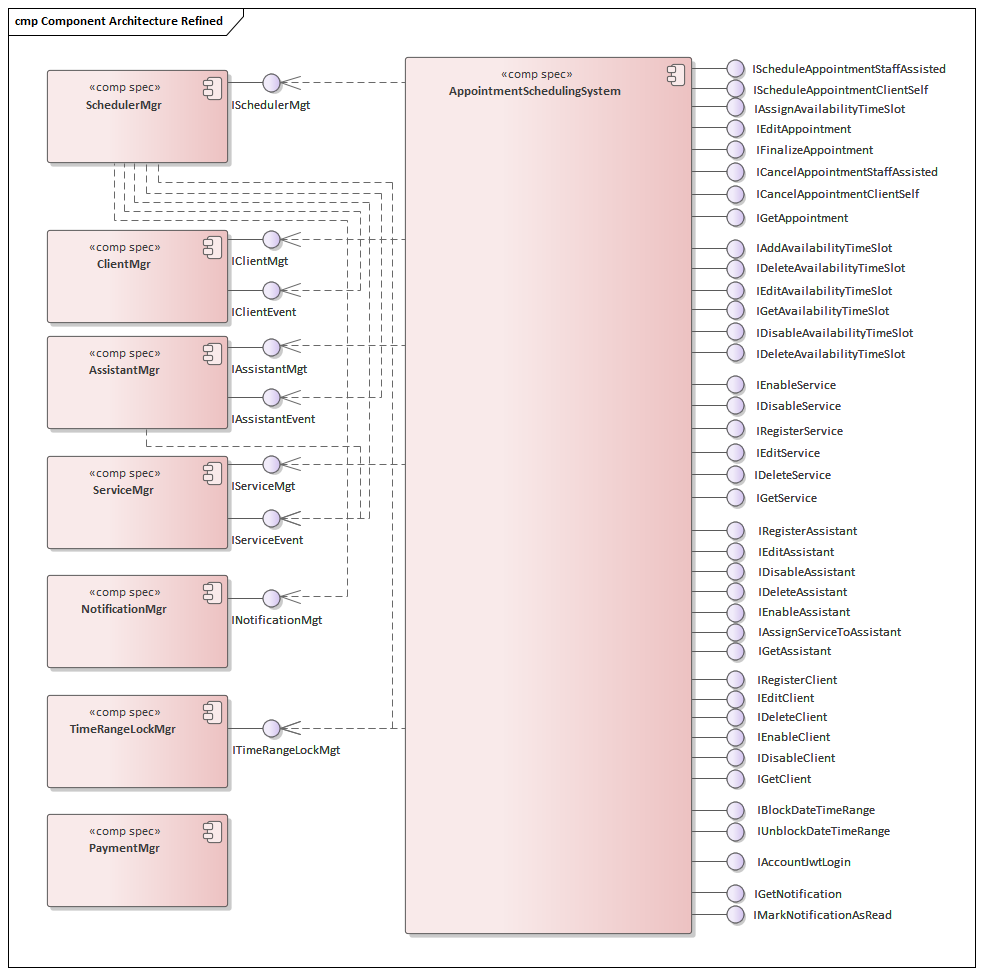 cmp Component Architecture Refined
«comp spec»
SchedulerMgr
ISchedulerMgt
«comp spec»
ClientMgr
IClientMgt
IClientEvent
«comp spec»
AssistantMgr
IAssistantMgt
IAssistantEvent
«comp spec»
ServiceMgr
IServiceMgt
IServiceEvent
«comp spec»
NotificationMgr
INotificationMgt
«comp spec»
TimeRangeLockMgr
ITimeRangeLockMgt
«comp spec»
PaymentMgr
«comp spec»
AppointmentSchedulingSystem
IScheduleAppointmentStaffAssisted
IScheduleAppointmentClientSelf
IAssignAvailabilityTimeSlot
IEditAppointment
IFinalizeAppointment
ICancelAppointmentStaffAssisted
ICancelAppointmentClientSelf
IGetAppointment
IAddAvailabilityTimeSlot
IDeleteAvailabilityTimeSlot
IEditAvailabilityTimeSlot
IGetAvailabilityTimeSlot
IDisableAvailabilityTimeSlot
IDeleteAvailabilityTimeSlot
IEnableService
IDisableService
IRegisterService
IEditService
IDeleteService
IGetService
IRegisterAssistant
IEditAssistant
IDisableAssistant
IDeleteAssistant
IEnableAssistant
IAssignServiceToAssistant
IGetAssistant
IRegisterClient
IEditClient
IDeleteClient
IEnableClient
IDisableClient
IGetClient
IBlockDateTimeRange
IUnblockDateTimeRange
IAccountJwtLogin
IGetNotification
IMarkNotificationAsRead